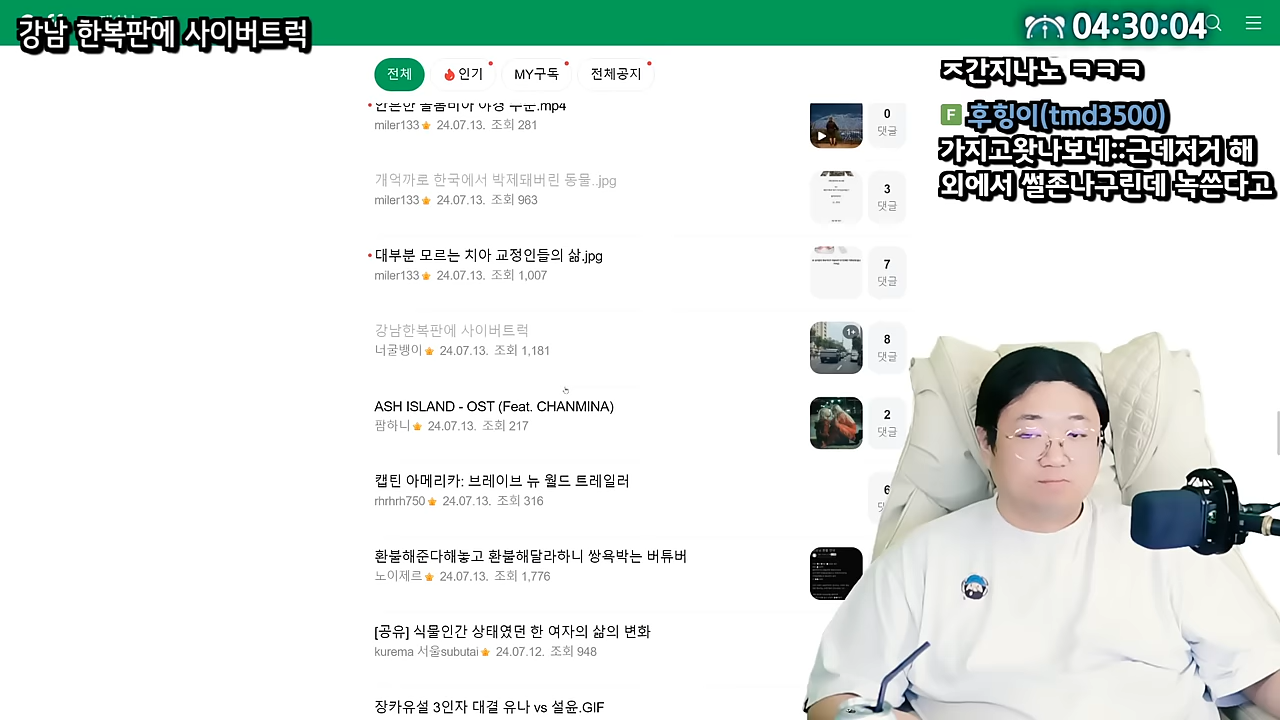 강남 한복판에 사이버트럭
04:30:04
전체
인기
MY구독
전체공지
ㅈ간지나노 ㅋㅋㅋ
F 후힝이(tmd3500)
가지고왓나보네::근데저거 해
외에서 썰존나구린데 녹쓴다고
miler133 24.07.13. 조회 281
0
댓글
기억까로 한국에서 박제돼버린 동물..jpg
miler133 24.07.13. 조회 963
3
댓글
대부분 모르는 치아 교정인들의 삶.jpg
miler133 24.07.13. 조회 1,007
7
댓글
강남한복판에 사이버트럭
너굴뱅이 24.07.13. 조회 1,181
1+
8
댓글
ASH ISLAND - OST (Feat. CHANMINA)
팜하니 24.07.13. 조회 217
2
댓글
캡틴 아메리카: 브레이브 뉴 월드 트레일러
rhrhrh750 24.07.13. 조회 316
6
환불해준다해놓고 환불해달라하니 쌍욕박는 버튜버
24.07.13. 조회 1,776
[공유] 식물인간 상태였던 한 여자의 삶의 변화
kurema 서울subutai 24.07.12. 조회 948
장카유설 3인자 대결 유나 vs 설윤.GIF